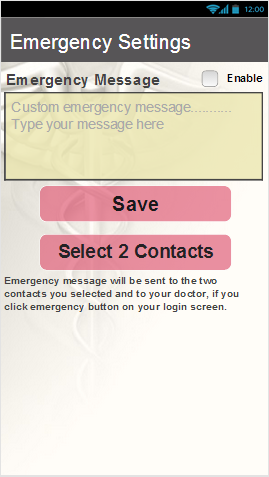 12:00
Emergency Settings
Emergency Message
Enable
Custom emergency message...........
Type your message here
Save
Select 2 Contacts
Emergency message will be sent to the two
contacts you selected and to your doctor, if you
click emergency button on your login screen.